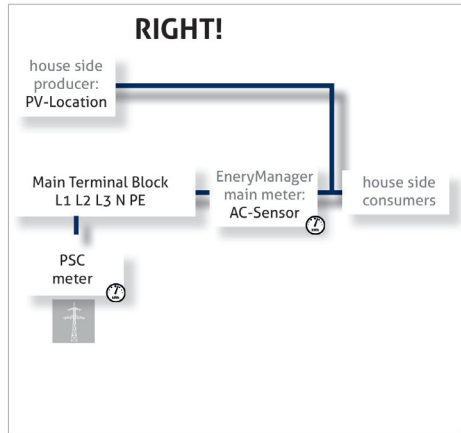 RIGHT!
house side
producer:
PV-Location
Main Terminal Block
L1 L2 L3 N PE
EneryManager
main meter:
AC-Sensor
house side
consumers
PSC
meter